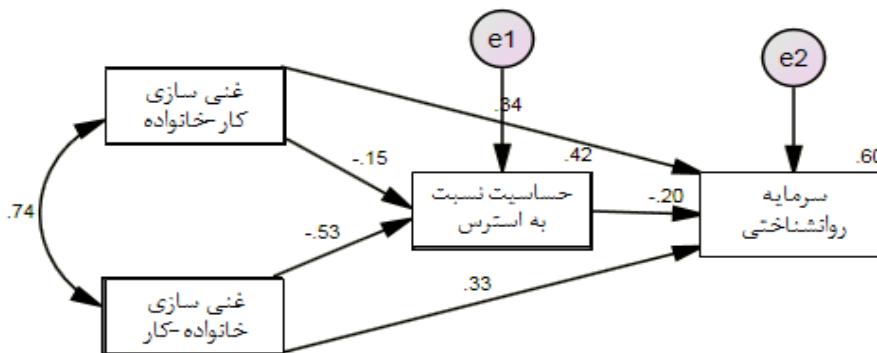 e1
e2
غنی سازی
کار-خانواده
.34
.42
.60
-.15
حساسیت نسبت
به استرس
-.20
سرمایه
روانشناختی
.74
-.53
غنی سازی
خانواده-کار
.33